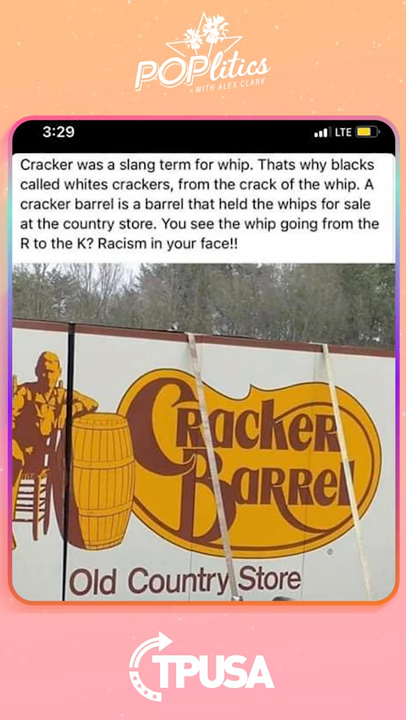 POPlitics
WITH ALEX CLARK
3:29
LTE
Cracker was a slang term for whip. Thats why blacks
called whites crackers, from the crack of the whip. A
cracker barrel is a barrel that held the whips for sale
at the country store. You see the whip going from the
R to the K? Racism in your face!!
Cracker
Barrel
®
Old Country Store
TPUSA